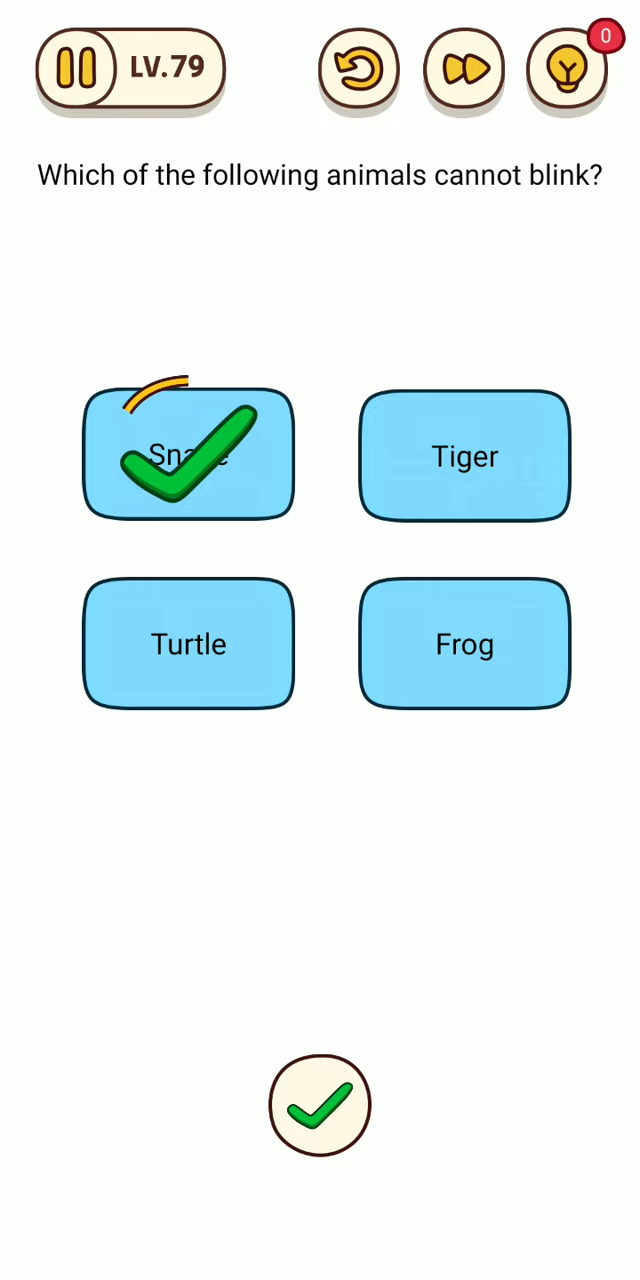 LV.79
0
Which of the following animals cannot blink?
Tiger
Turtle
Frog